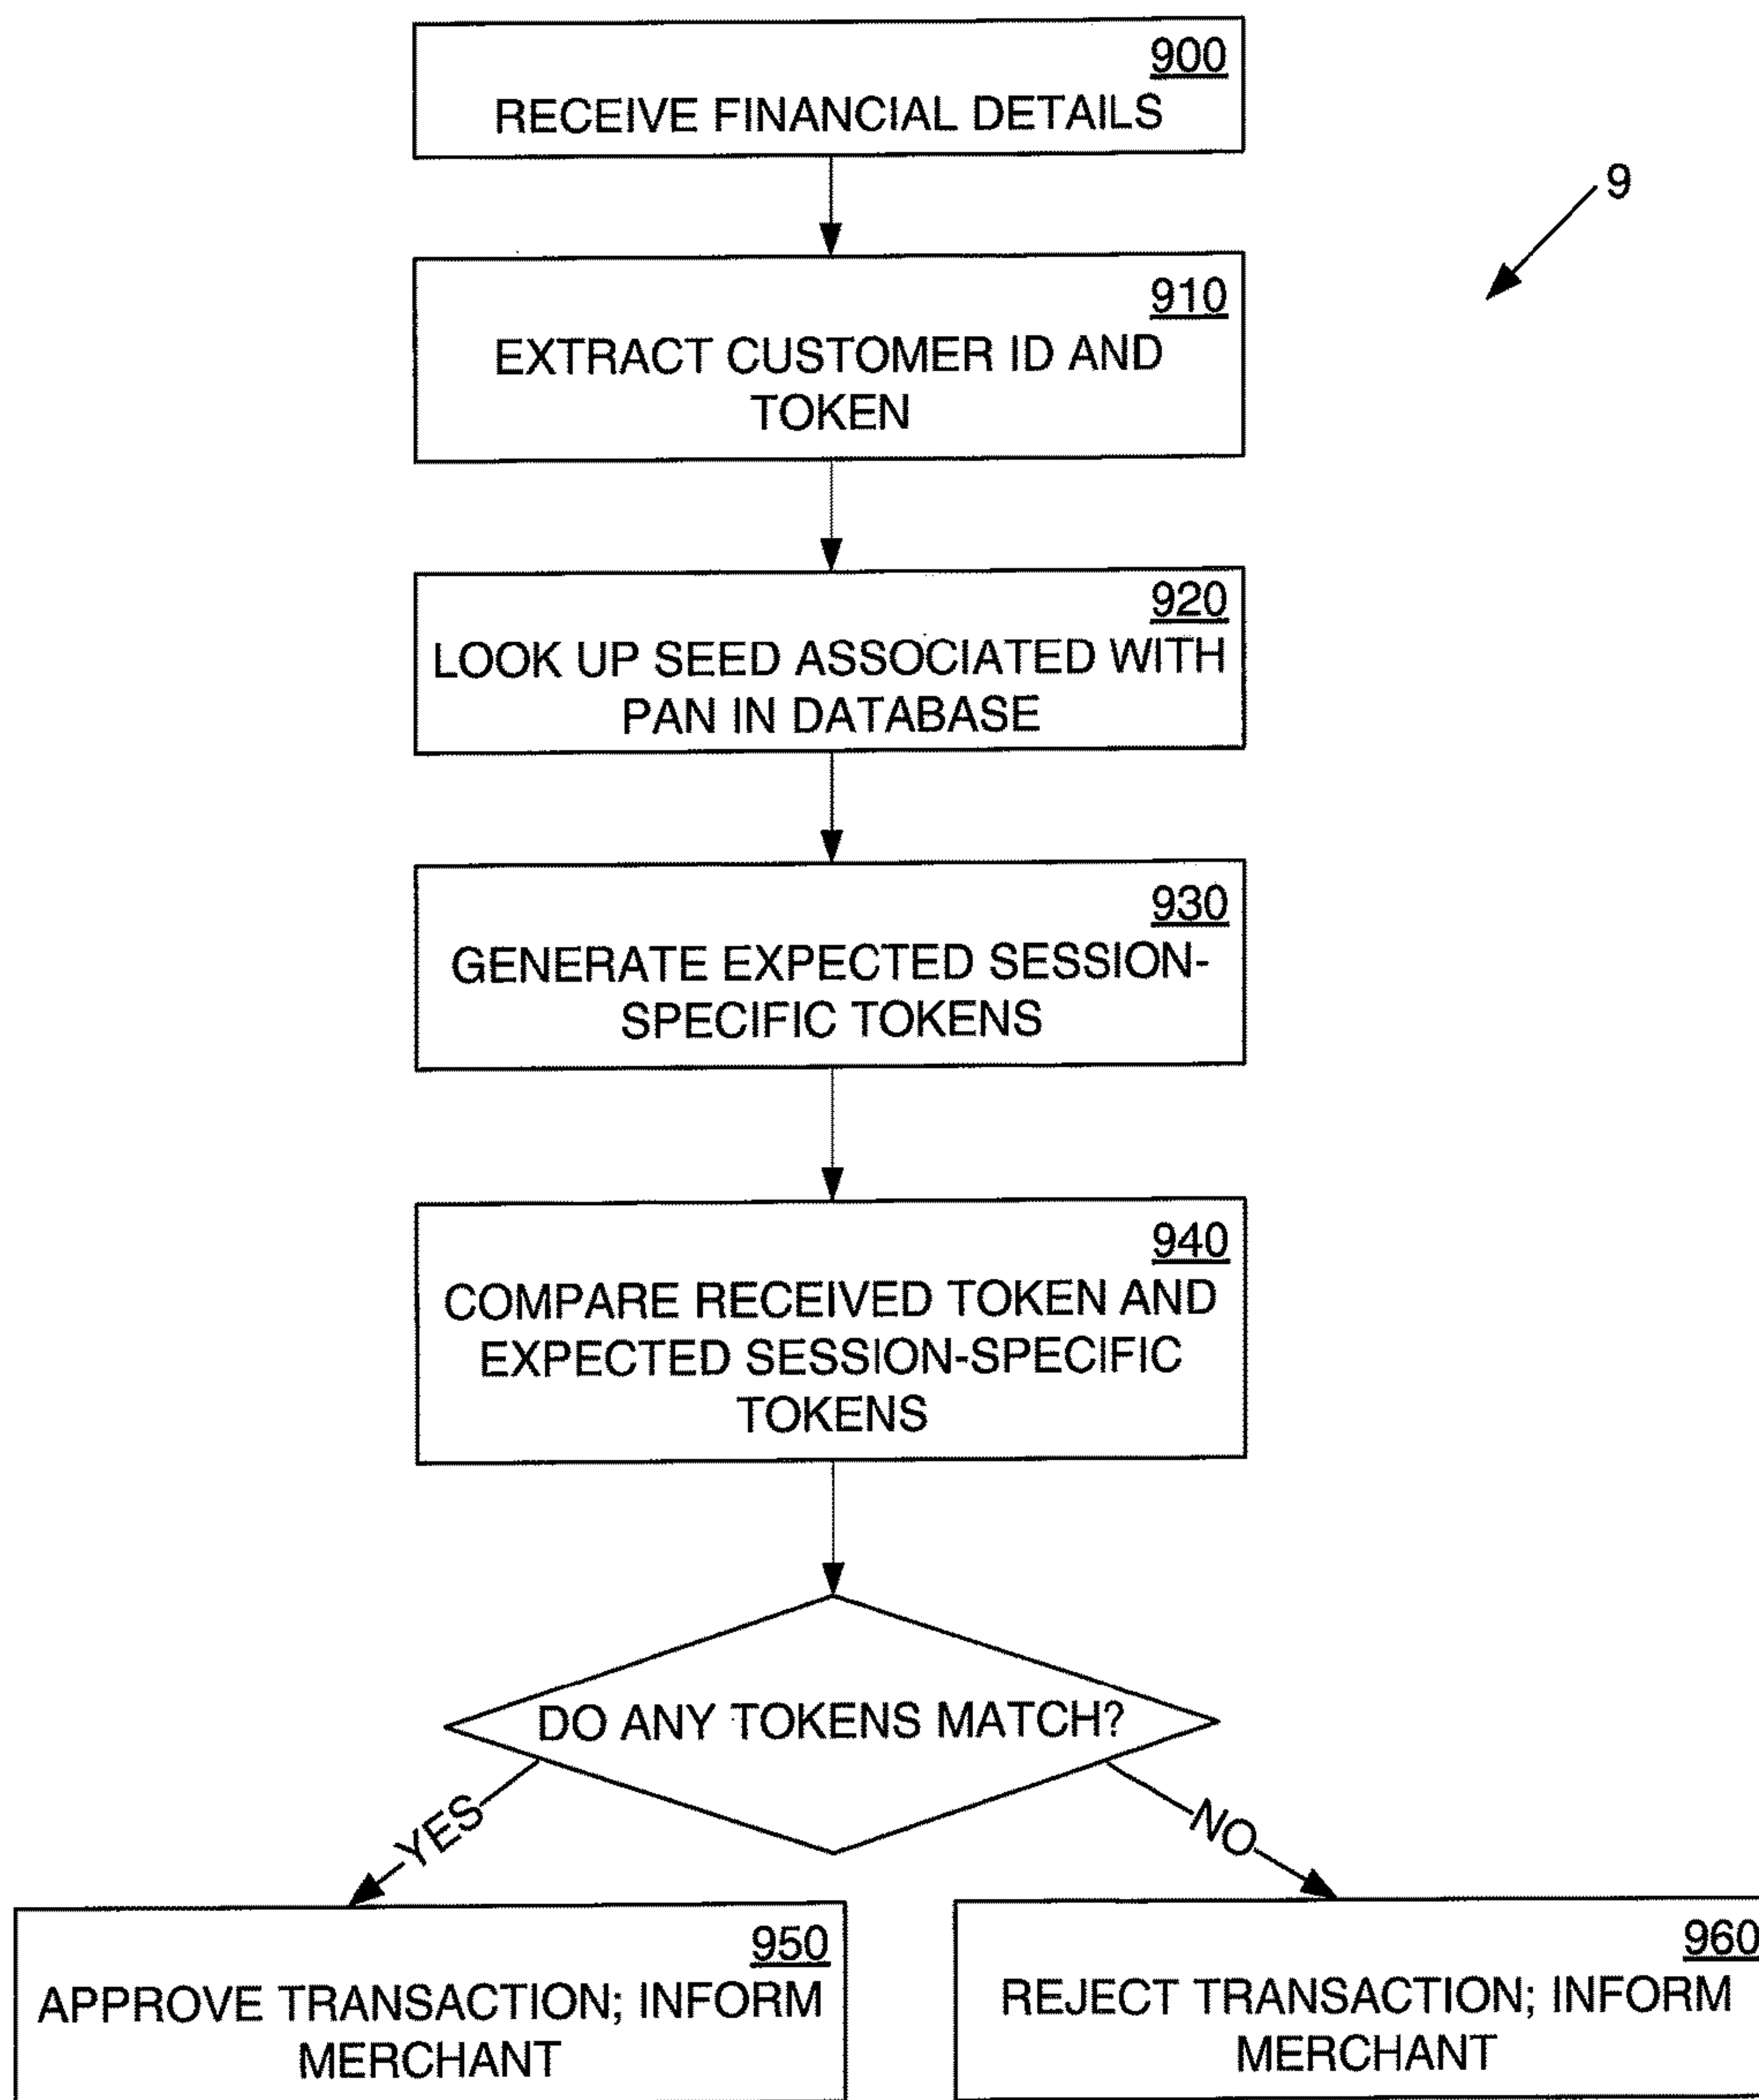 900
RECEIVE FINANCIAL DETAILS
9
910
EXTRACT CUSTOMER ID AND
TOKEN
920
LOOK UP SEED ASSOCIATED WITH
PAN IN DATABASE
930
GENERATE EXPECTED SESSION-
SPECIFIC TOKENS
940
COMPARE RECEIVED TOKEN AND
EXPECTED SESSION-SPECIFIC
TOKENS
DO ANY TOKENS MATCH?
YES
NO
950
APPROVE TRANSACTION; INFORM
MERCHANT
960
REJECT TRANSACTION; INFORM
MERCHANT